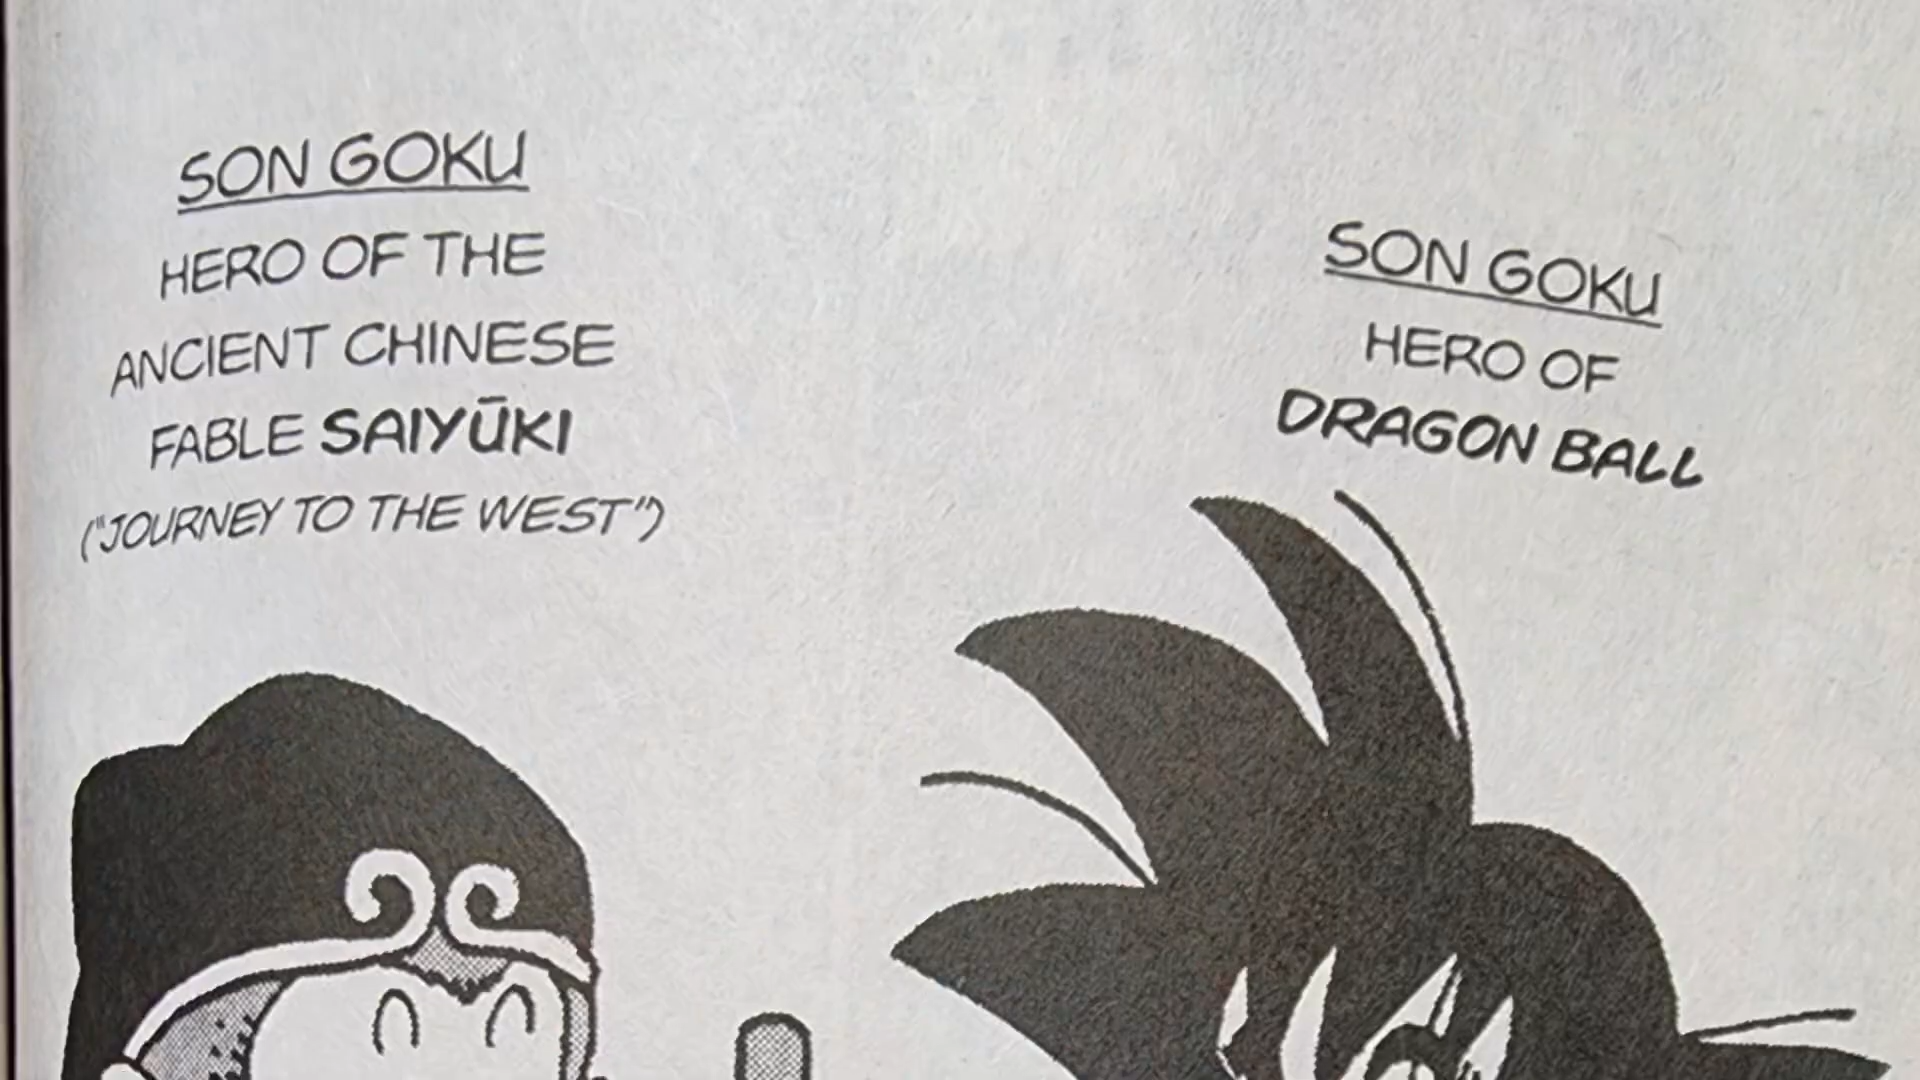 SON GOKU
HERO OF THE
ANCIENT CHINESE
FABLE SAIYŪKI
("JOURNEY TO THE WEST")
SON GOKU
HERO OF
DRAGON BALL